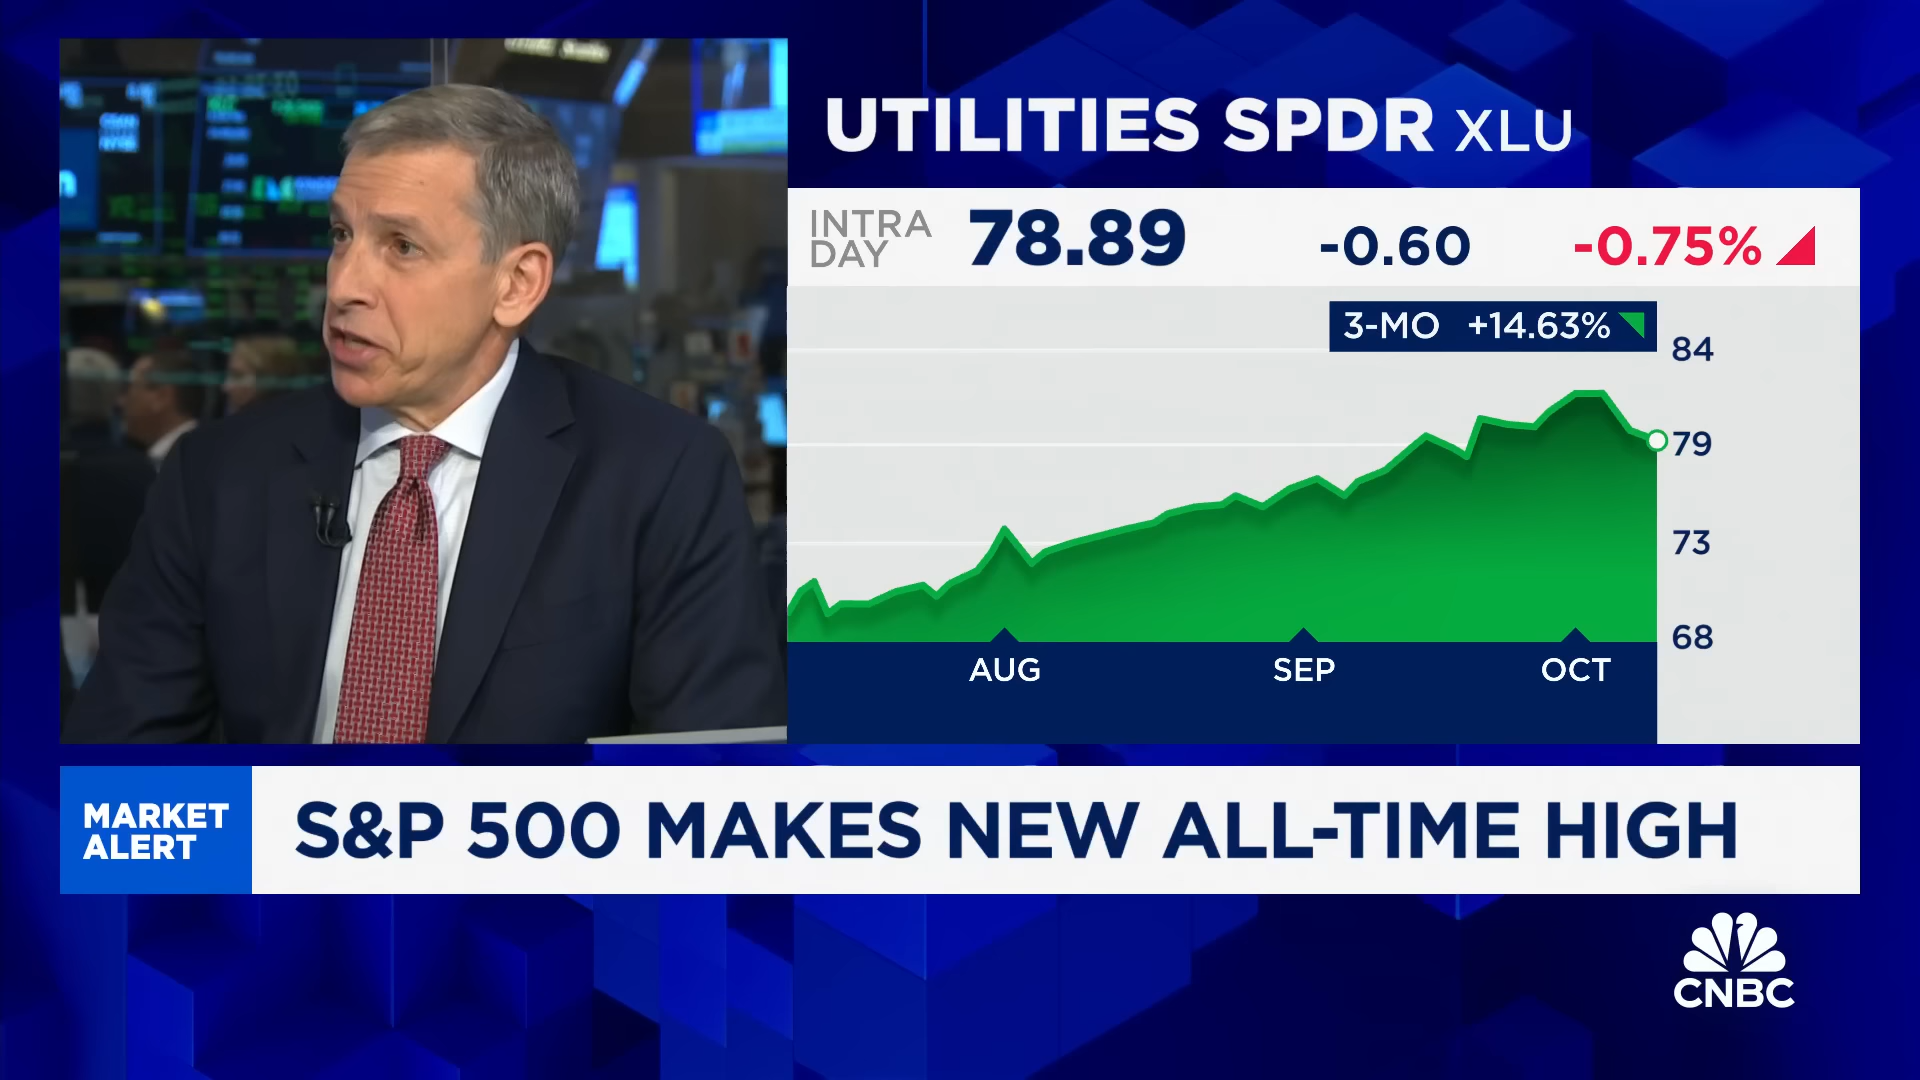 UTILITIES SPDR XLU
INTRA
DAY
78.89 -0.60 -0.75%
3-MO +14.63%
84
79
73
68
AUG SEP OCT
MARKET
ALERT
S&P 500 MAKES NEW ALL-TIME HIGH
CNBC